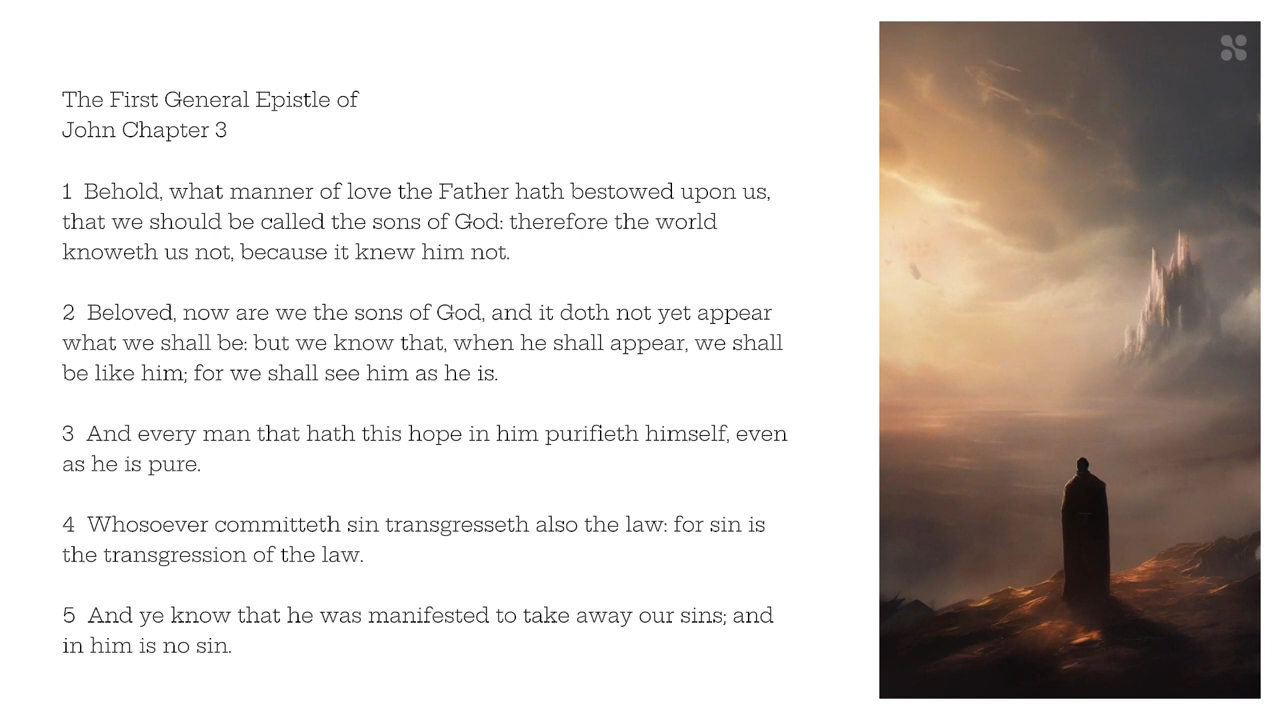 The First General Epistle of
John Chapter 3
1 Behold, what manner of love the Father hath bestowed upon us,
that we should be called the sons of God: therefore the world
knoweth us not, because it knew him not.
2 Beloved, now are we the sons of God, and it doth not yet appear
what we shall be: but we know that, when he shall appear, we shall
be like him; for we shall see him as he is.
3 And every man that hath this hope in him purifieth himself, even
as he is pure.
4 Whosoever committeth sin transgresseth also the law: for sin is
the transgression of the law.
5 And ye know that he was manifested to take away our sins; and
in him is no sin.